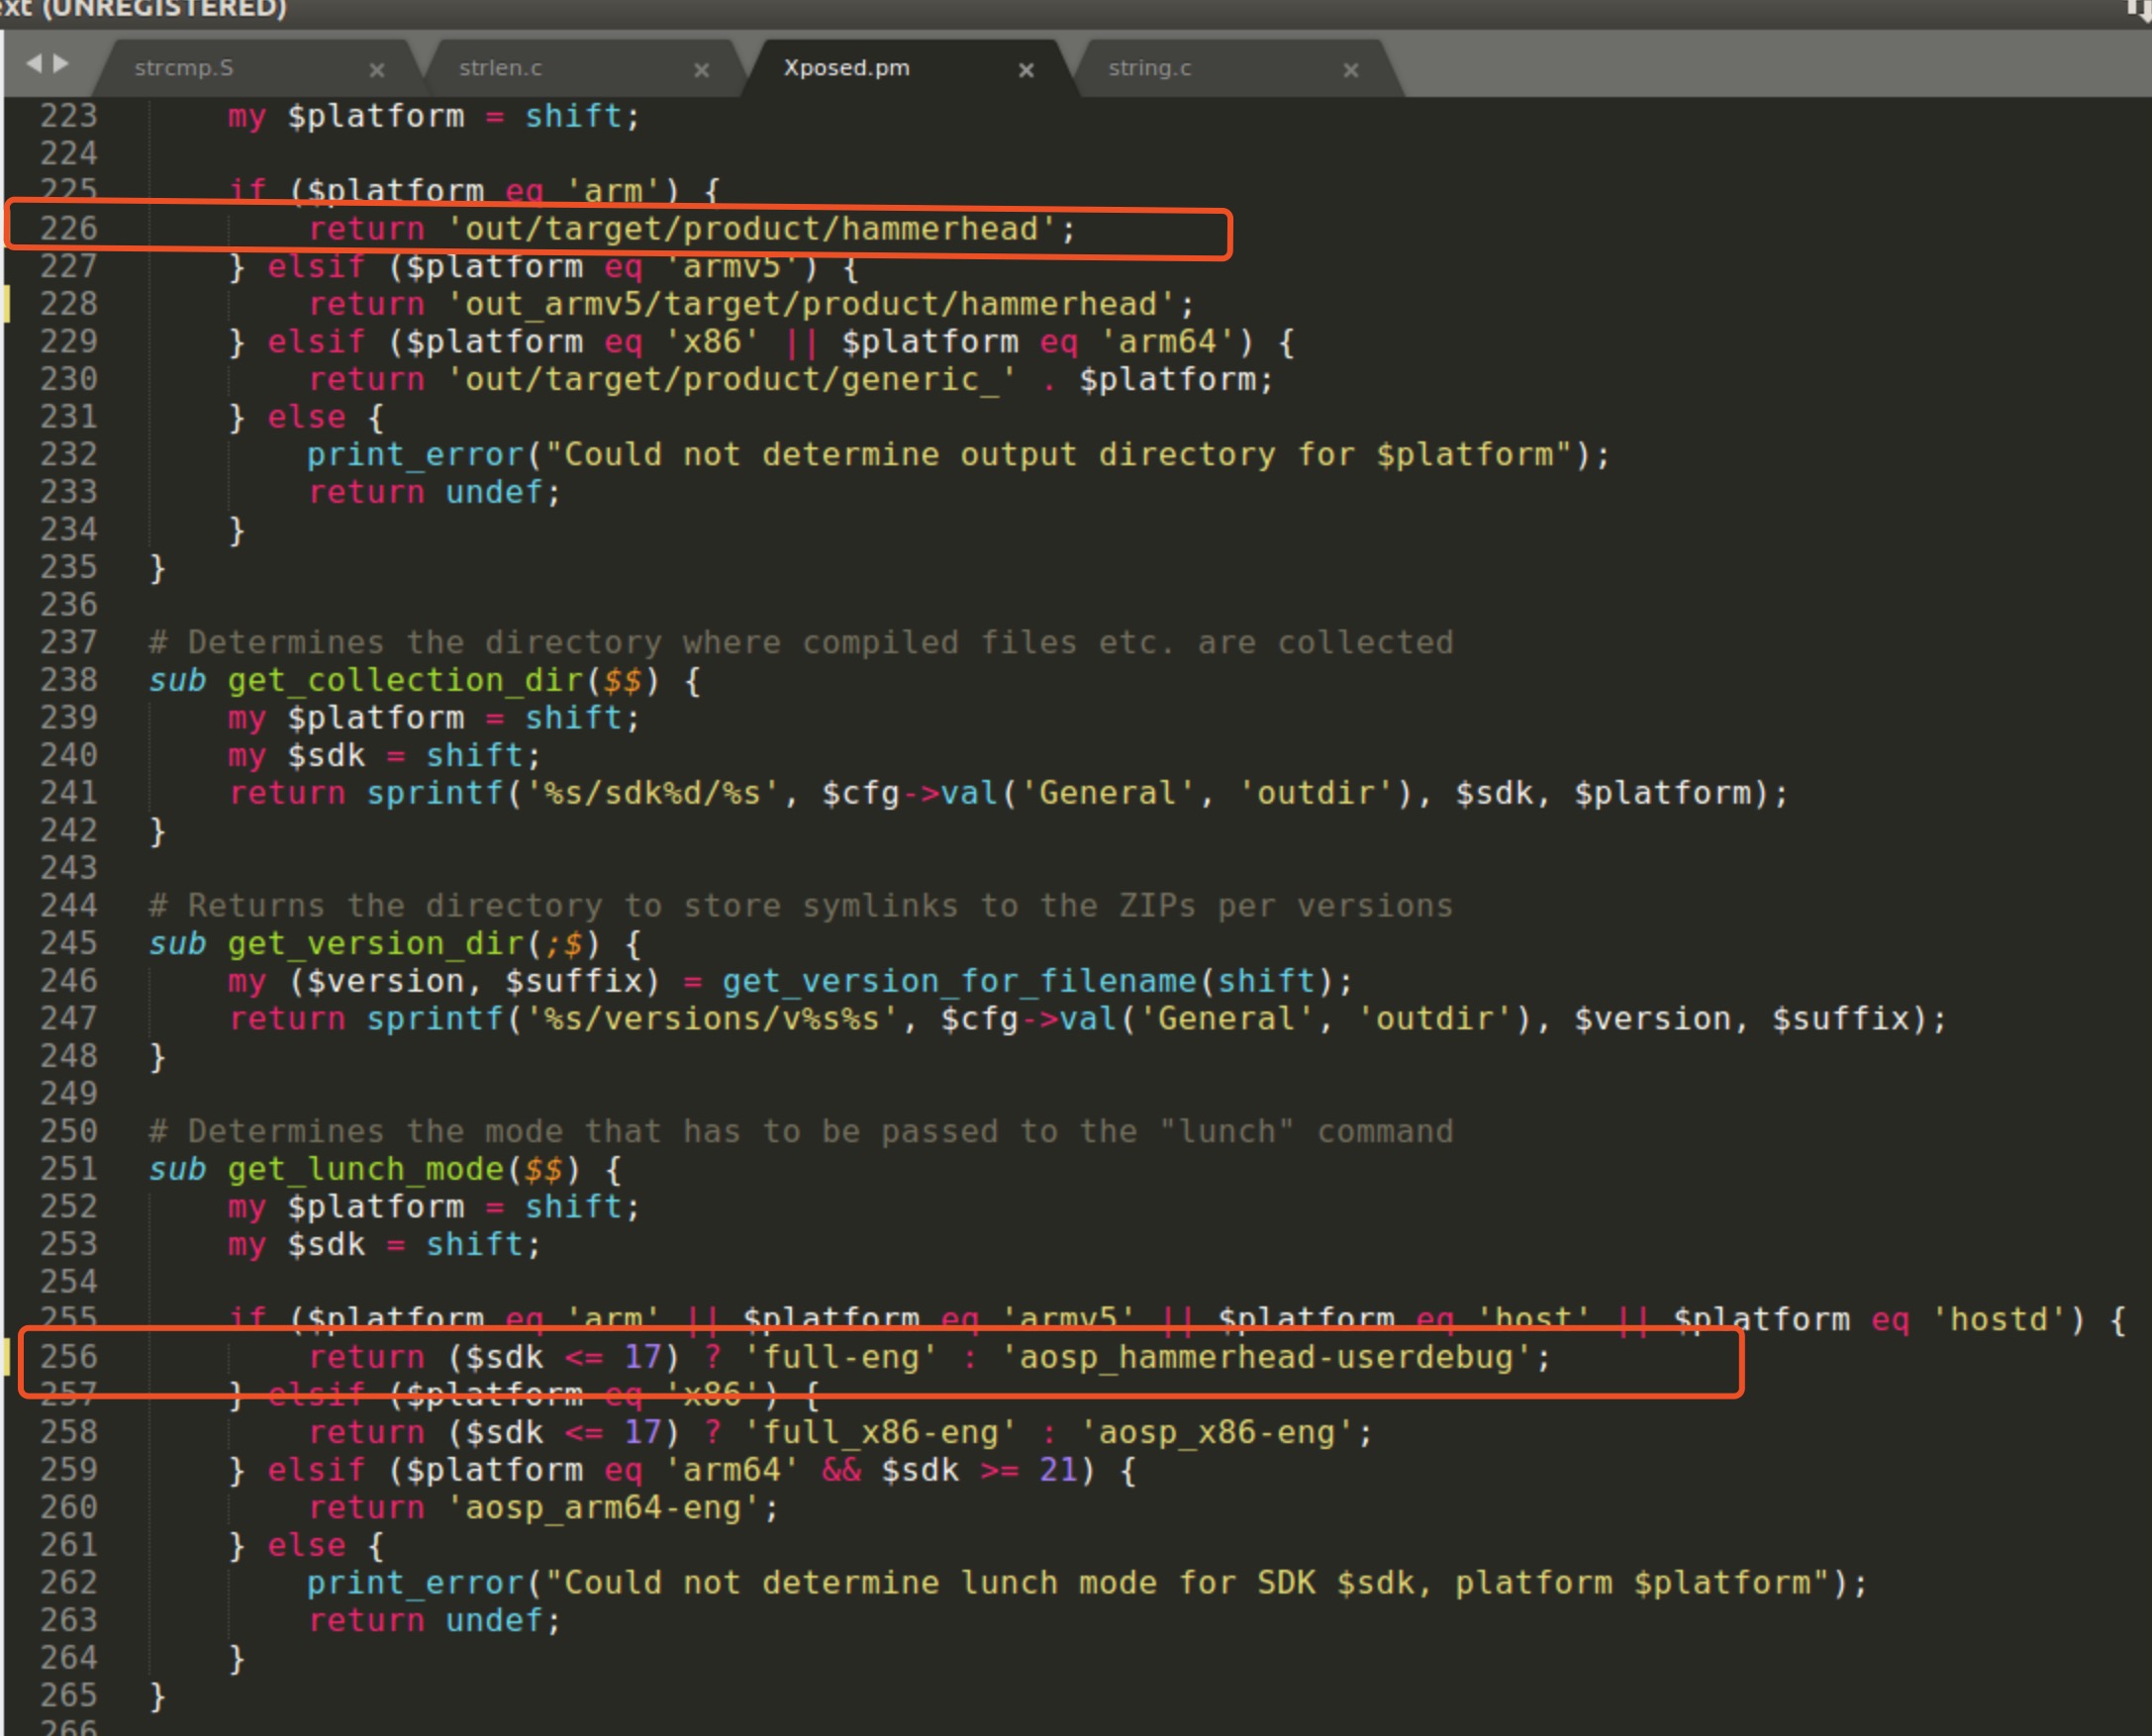 ext (UNREGISTERED)
strcmp.S × strlen.c × Xposed.pm × string.c ×
223     my $platform = shift;
224
225     if ($platform eq 'arm') {
226         return 'out/target/product/hammerhead';
227     } elsif ($platform eq 'armv5') {
228         return 'out_armv5/target/product/hammerhead';
229     } elsif ($platform eq 'x86' || $platform eq 'arm64') {
230         return 'out/target/product/generic_' . $platform;
231     } else {
232         print_error("Could not determine output directory for $platform");
233         return undef;
234     }
235 }
236
237 # Determines the directory where compiled files etc. are collected
238 sub get_collection_dir($$) {
239     my $platform = shift;
240     my $sdk = shift;
241     return sprintf('%s/sdk%d/%s', $cfg->val('General', 'outdir'), $sdk, $platform);
242 }
243
244 # Returns the directory to store symlinks to the ZIPs per versions
245 sub get_version_dir(;$) {
246     my ($version, $suffix) = get_version_for_filename(shift);
247     return sprintf('%s/versions/v%s%s', $cfg->val('General', 'outdir'), $version, $suffix);
248 }
249
250 # Determines the mode that has to be passed to the "lunch" command
251 sub get_lunch_mode($$) {
252     my $platform = shift;
253     my $sdk = shift;
254
255     if ($platform eq 'arm' || $platform eq 'armv5' || $platform eq 'host' || $platform eq 'hostd') {
256         return ($sdk <= 17) ? 'full-eng' : 'aosp_hammerhead-userdebug';
257     } elsif ($platform eq 'x86') {
258         return ($sdk <= 17) ? 'full_x86-eng' : 'aosp_x86-eng';
259     } elsif ($platform eq 'arm64' && $sdk >= 21) {
260         return 'aosp_arm64-eng';
261     } else {
262         print_error("Could not determine lunch mode for SDK $sdk, platform $platform");
263         return undef;
264     }
265 }
266